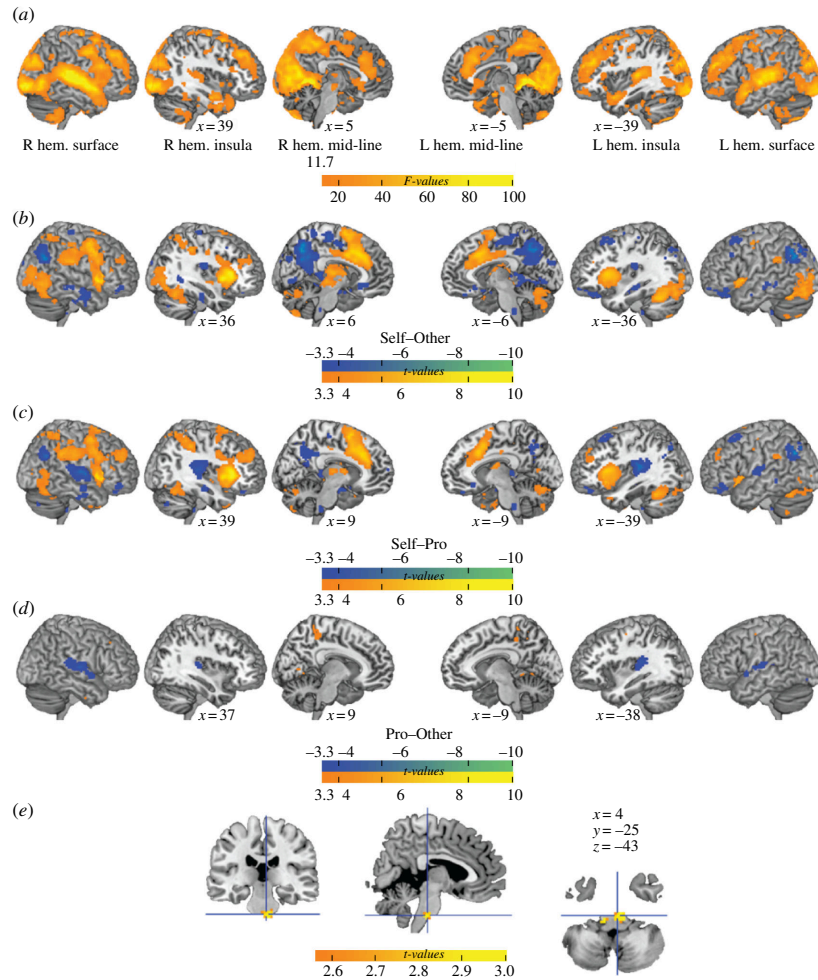 (a)
x = 39 x = 5 x = –5 x = –39
R hem. surface R hem. insula R hem. mid-line L hem. mid-line L hem. insula L hem. surface
11.7
F-values
20 40 60 80 100
(b)
x = 36 x = 6 x = –6 x = –36
Self–Other
–3.3 –4 –6 –8 –10
t-values
3.3 4 6 8 10
(c)
x = 39 x = 9 x = –9 x = –39
Self–Pro
–3.3 –4 –6 –8 –10
t-values
3.3 4 6 8 10
(d)
x = 37 x = 9 x = –9 x = –38
Pro–Other
–3.3 –4 –6 –8 –10
t-values
3.3 4 6 8 10
(e)
x = 4
y = –25
z = –43
t-values
2.6 2.7 2.8 2.9 3.0